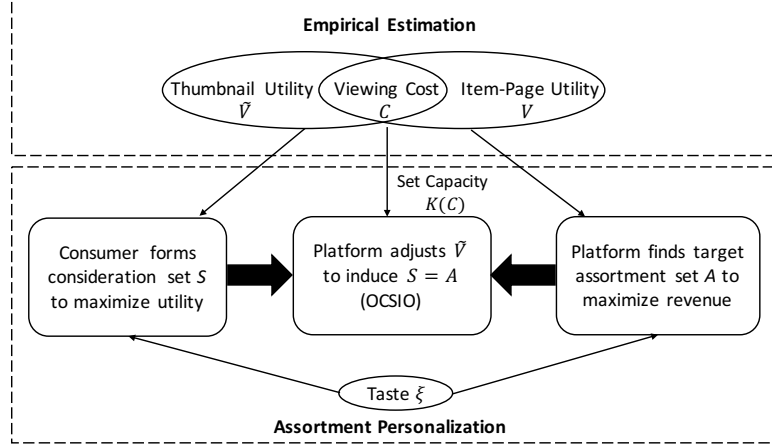 Empirical Estimation
Thumbnail Utility
Ṽ
Viewing Cost
C
Item-Page Utility
V
Set Capacity
K(C)
Consumer forms
consideration set S
to maximize utility
Platform adjusts Ṽ
to induce S = A
(OCSIO)
Platform finds target
assortment set A to
maximize revenue
Taste ξ
Assortment Personalization